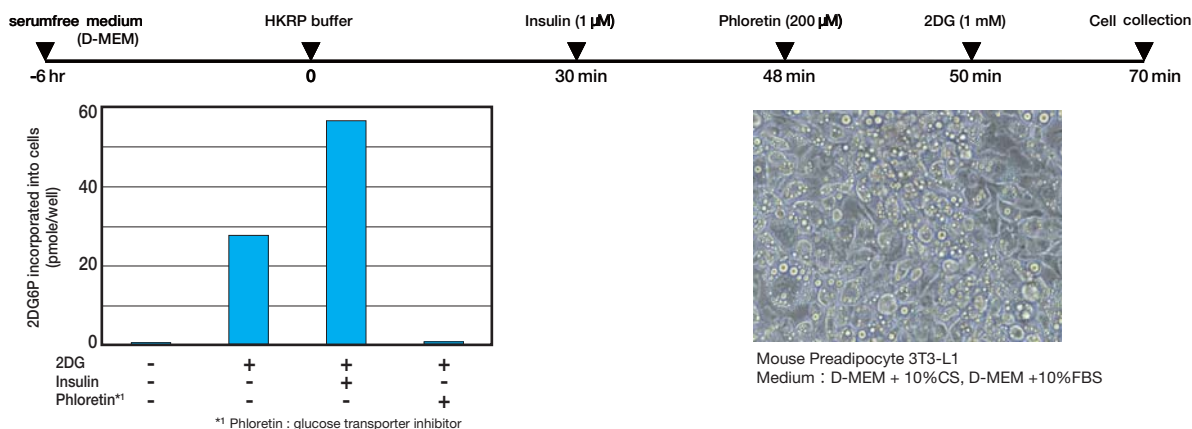 serumfree medium
(D-MEM)
HKRP buffer
Insulin (1 µM)
Phloretin (200 µM)
2DG (1 mM)
Cell collection
-6 hr
0
30 min
48 min
50 min
70 min
2DG6P incorporated into cells
(pmole/well)
60
40
20
0
2DG - + + +
Insulin - - + -
Phloretin*1 - - - +
*1 Phloretin : glucose transporter inhibitor
Mouse Preadipocyte 3T3-L1
Medium : D-MEM + 10%CS, D-MEM +10%FBS